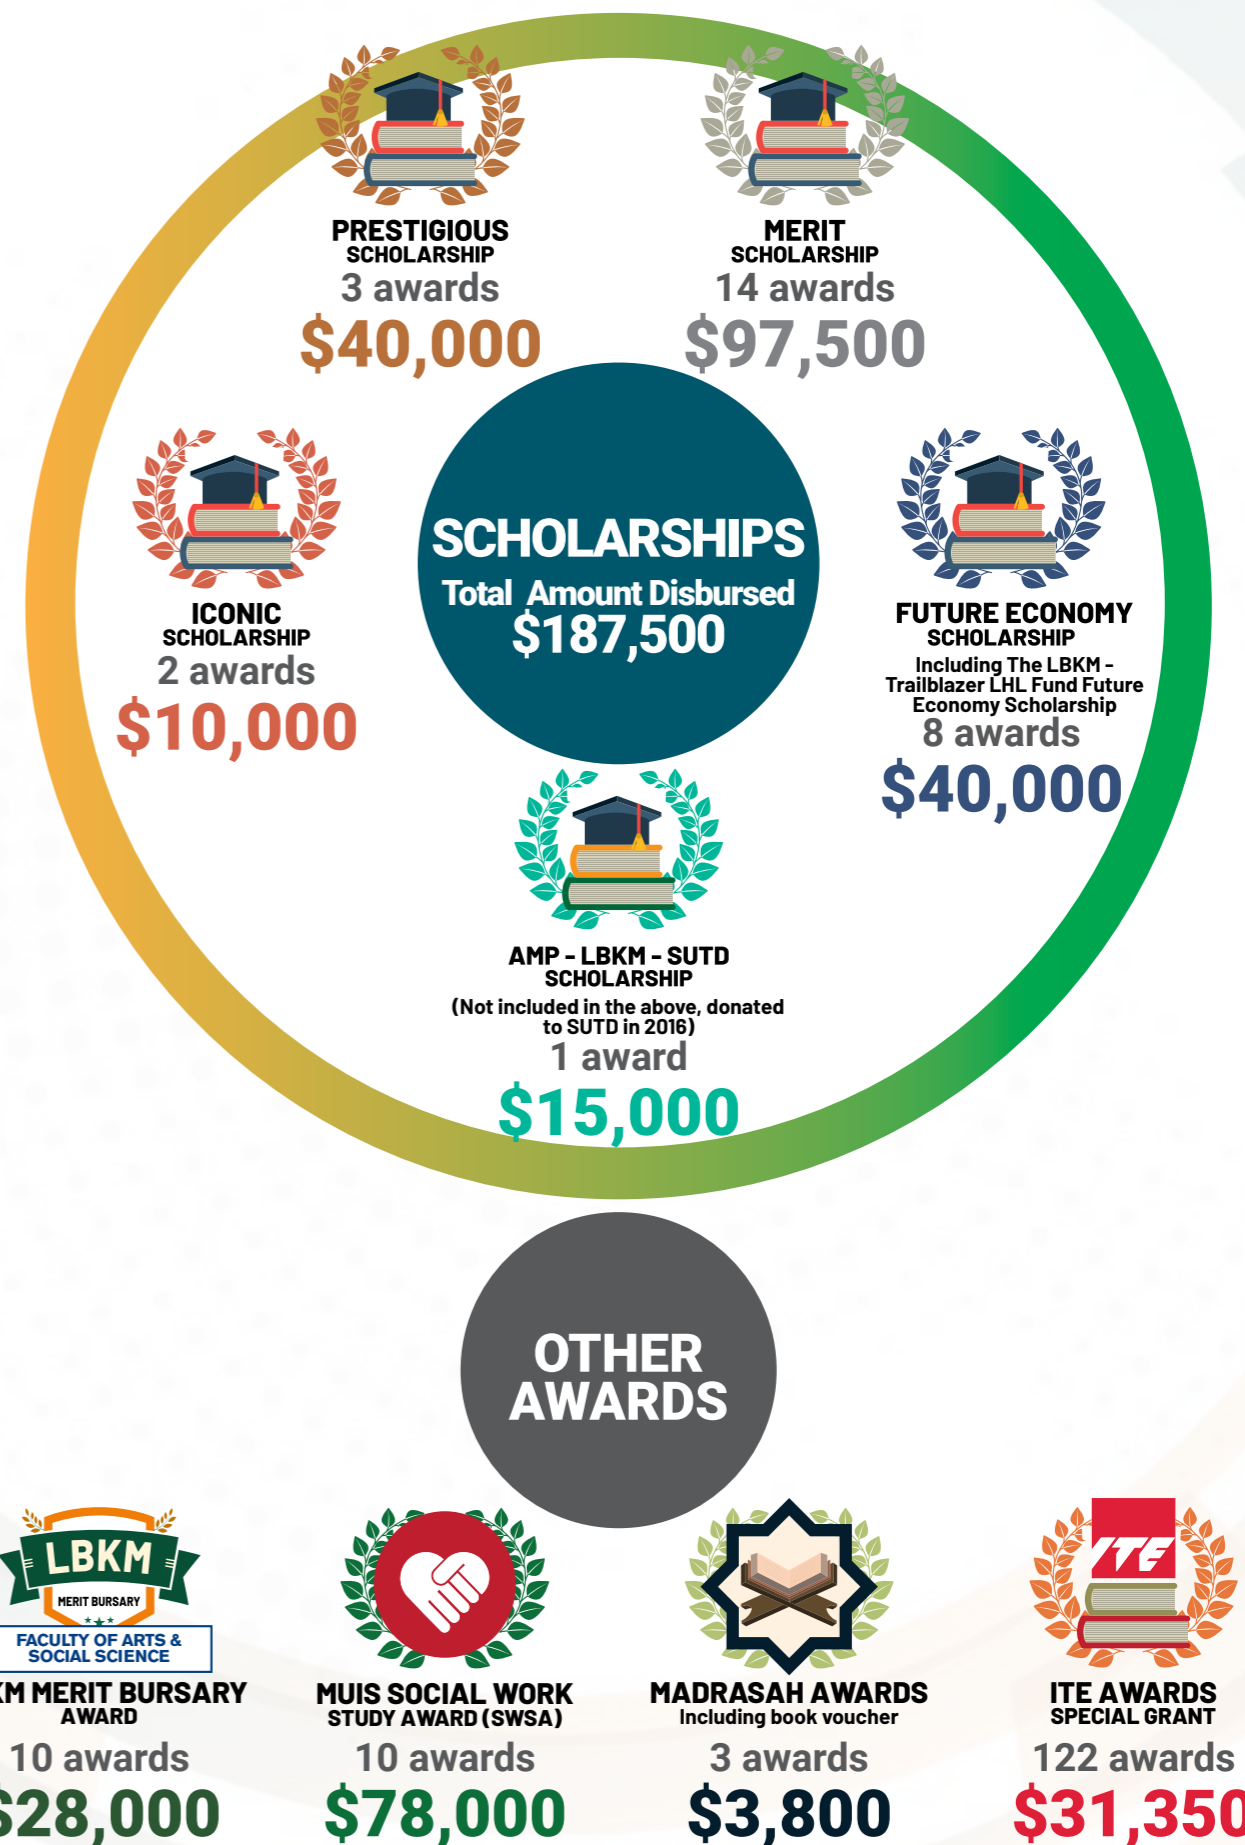 PRESTIGIOUS
SCHOLARSHIP
3 awards
$40,000
MERIT
SCHOLARSHIP
14 awards
$97,500
ICONIC
SCHOLARSHIP
2 awards
$10,000
SCHOLARSHIPS
Total Amount Disbursed
$187,500
FUTURE ECONOMY
SCHOLARSHIP
Including The LBKM -
Trailblazer LHL Fund Future
Economy Scholarship
8 awards
$40,000
AMP - LBKM - SUTD
SCHOLARSHIP
(Not included in the above, donated
to SUTD in 2016)
1 award
$15,000
OTHER
AWARDS
LBKM
MERIT BURSARY
FACULTY OF ARTS &
SOCIAL SCIENCE
KM MERIT BURSARY
AWARD
10 awards
$28,000
MUIS SOCIAL WORK
STUDY AWARD (SWSA)
10 awards
$78,000
MADRASAH AWARDS
Including book voucher
3 awards
$3,800
ITE
ITE AWARDS
SPECIAL GRANT
122 awards
$31,350